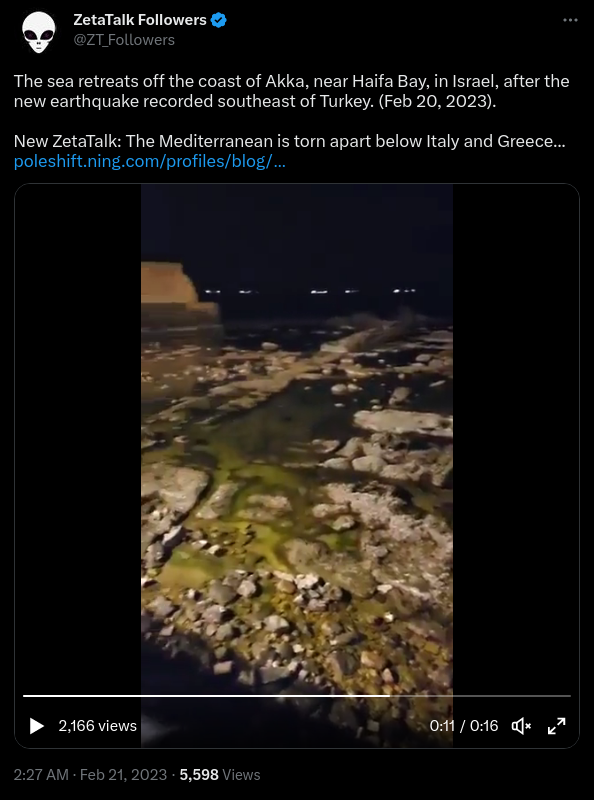 ZetaTalk Followers
@ZT_Followers
The sea retreats off the coast of Akka, near Haifa Bay, in Israel, after the
new earthquake recorded southeast of Turkey. (Feb 20, 2023).
New ZetaTalk: The Mediterranean is torn apart below Italy and Greece...
poleshift.ning.com/profiles/blog/...
2,166 views
0:11 / 0:16
2:27 AM · Feb 21, 2023 · 5,598 Views